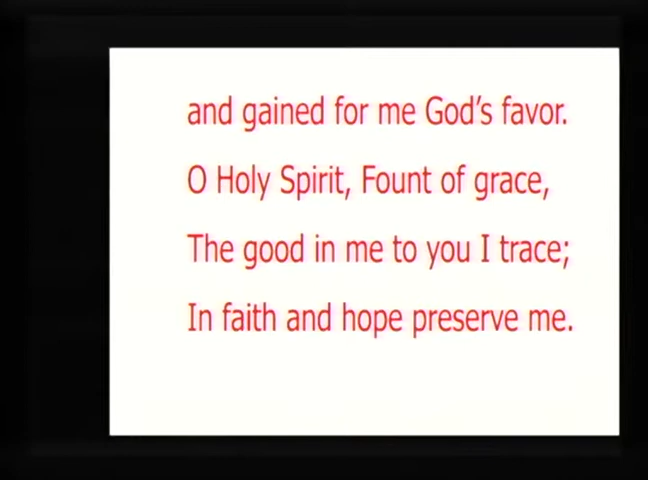 and gained for me God's favor.
O Holy Spirit, Fount of grace,
The good in me to you I trace;
In faith and hope preserve me.